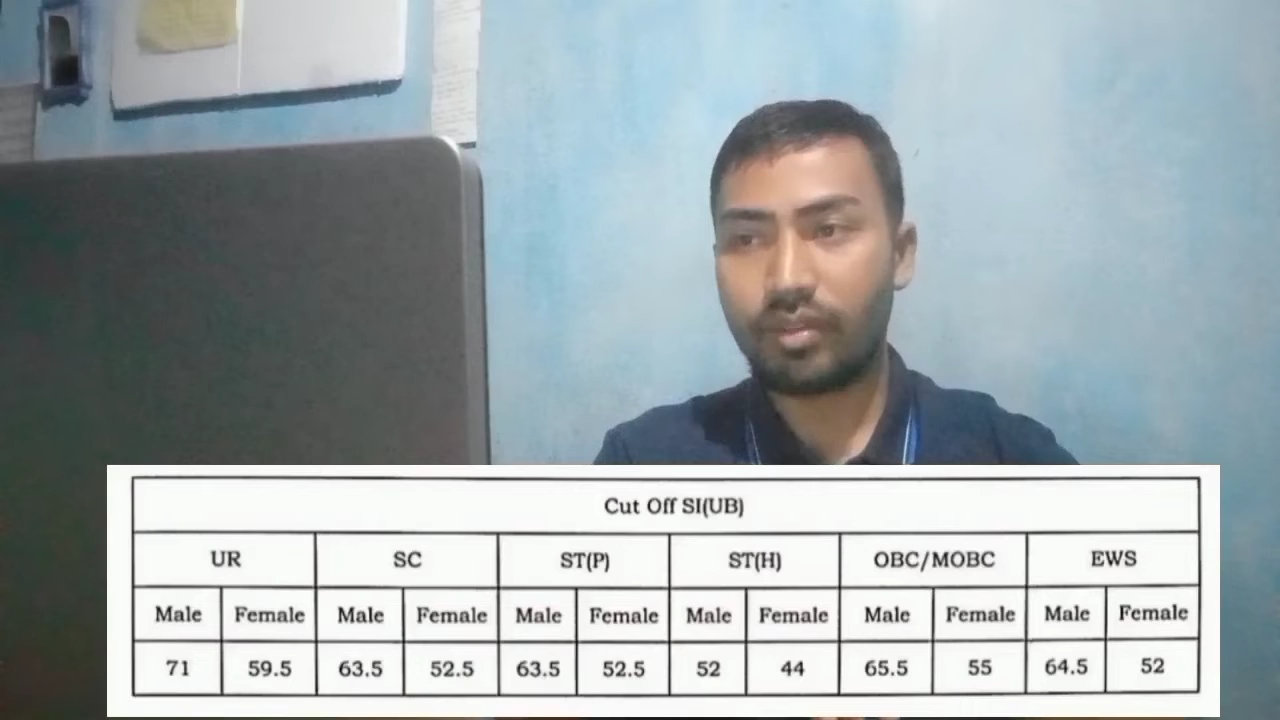 Cut Off SI(UB)
UR SC ST(P) ST(H) OBC/MOBC EWS
Male Female Male Female Male Female Male Female Male Female Male Female
71 59.5 63.5 52.5 63.5 52.5 52 44 65.5 55 64.5 52